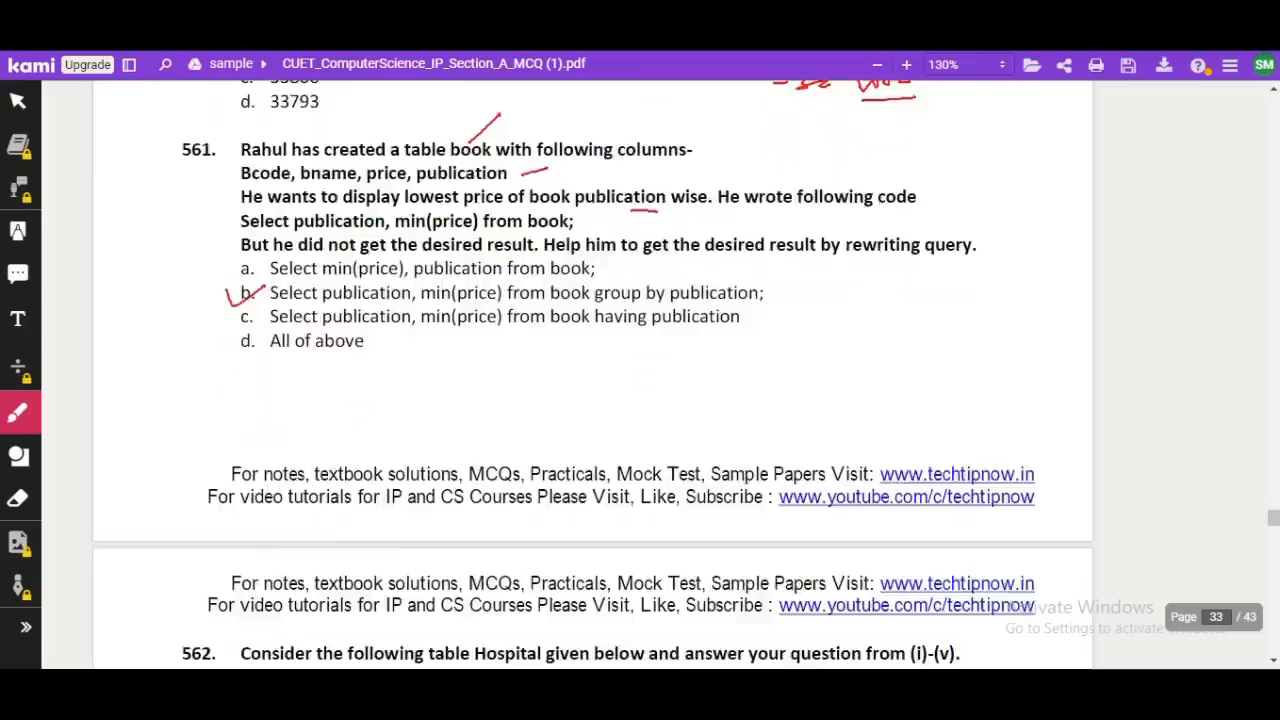 kami Upgrade sample CUET_ComputerScience_IP_Section_A_MCQ (1).pdf 130% SM
d. 33793
561. Rahul has created a table book with following columns-
Bcode, bname, price, publication
He wants to display lowest price of book publication wise. He wrote following code
Select publication, min(price) from book;
But he did not get the desired result. Help him to get the desired result by rewriting query.
a. Select min(price), publication from book;
b. Select publication, min(price) from book group by publication;
c. Select publication, min(price) from book having publication
d. All of above
For notes, textbook solutions, MCQs, Practicals, Mock Test, Sample Papers Visit: www.techtipnow.in
For video tutorials for IP and CS Courses Please Visit, Like, Subscribe : www.youtube.com/c/techtipnow
For notes, textbook solutions, MCQs, Practicals, Mock Test, Sample Papers Visit: www.techtipnow.in
For video tutorials for IP and CS Courses Please Visit, Like, Subscribe : www.youtube.com/c/techtipnow
Activate Windows
Page 33 / 43
Go to Settings to activate
562. Consider the following table Hospital given below and answer your question from (i)-(v).